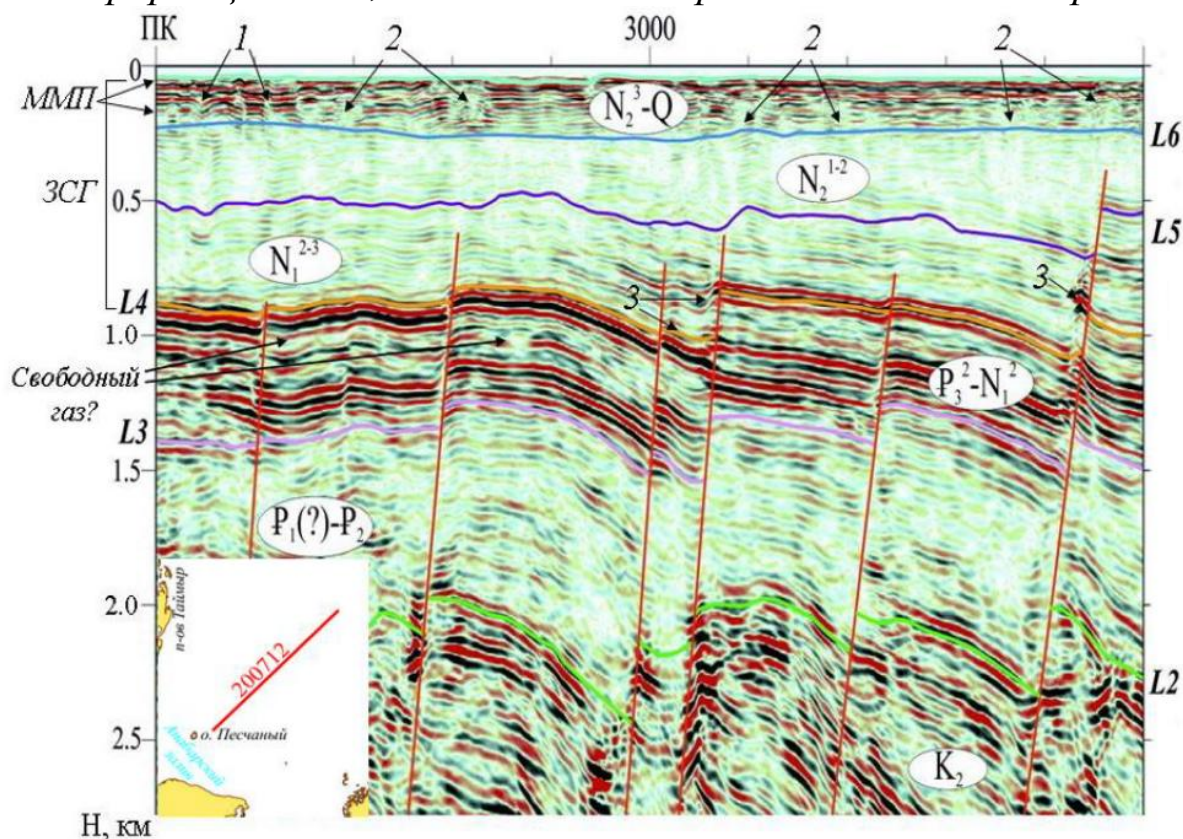 ПК 1 2 3000 2 2
0
ММП
N₂³-Q
L6
ЗСГ
N₂¹⁻²
0.5
L5
N₁²⁻³
L4
3
3
1.0
Свободный
газ?
P₃²-N₁²
L3
1.5
P₁(?)-P₂
2.0
п-ов Таймыр
200712
L2
о. Песчаный
2.5
Анабарский
залив
K₂
Н, км